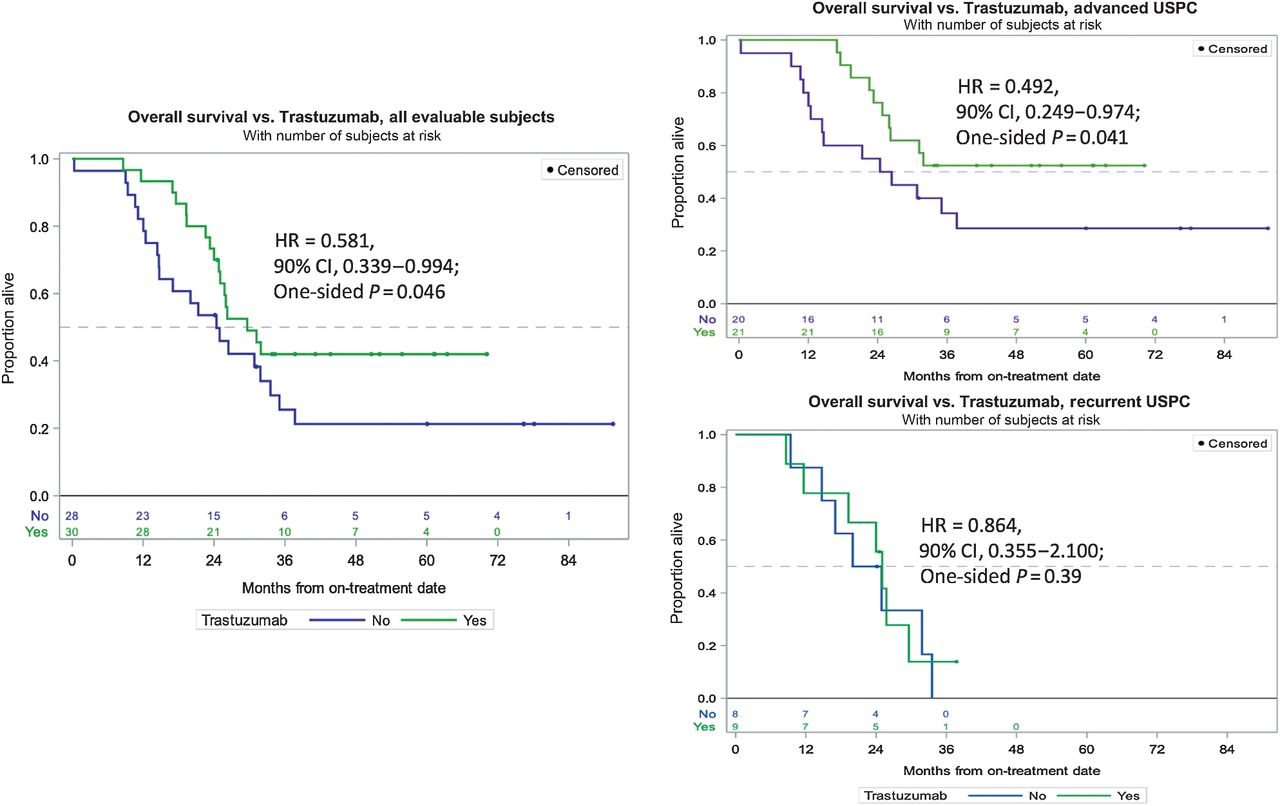 Overall survival vs. Trastuzumab, all evaluable subjects
With number of subjects at risk
Proportion alive
1.0
0.8
0.6
0.4
0.2
0.0
• Censored
HR = 0.581,
90% CI, 0.339–0.994;
One-sided P = 0.046
No 28 23 15 6 5 5 4 1
Yes 30 28 21 10 7 4 0
0 12 24 36 48 60 72 84
Months from on-treatment date
Trastuzumab No Yes
Overall survival vs. Trastuzumab, advanced USPC
With number of subjects at risk
Proportion alive
1.0
0.8
0.6
0.4
0.2
0.0
• Censored
HR = 0.492,
90% CI, 0.249–0.974;
One-sided P = 0.041
No 20 16 11 6 5 5 4 1
Yes 21 21 16 9 7 4 0
0 12 24 36 48 60 72 84
Months from on-treatment date
Overall survival vs. Trastuzumab, recurrent USPC
With number of subjects at risk
Proportion alive
1.0
0.8
0.6
0.4
0.2
0.0
• Censored
HR = 0.864,
90% CI, 0.355–2.100;
One-sided P = 0.39
No 8 7 4 0
Yes 9 7 5 1 0
0 12 24 36 48 60 72 84
Months from on-treatment date
Trastuzumab No Yes